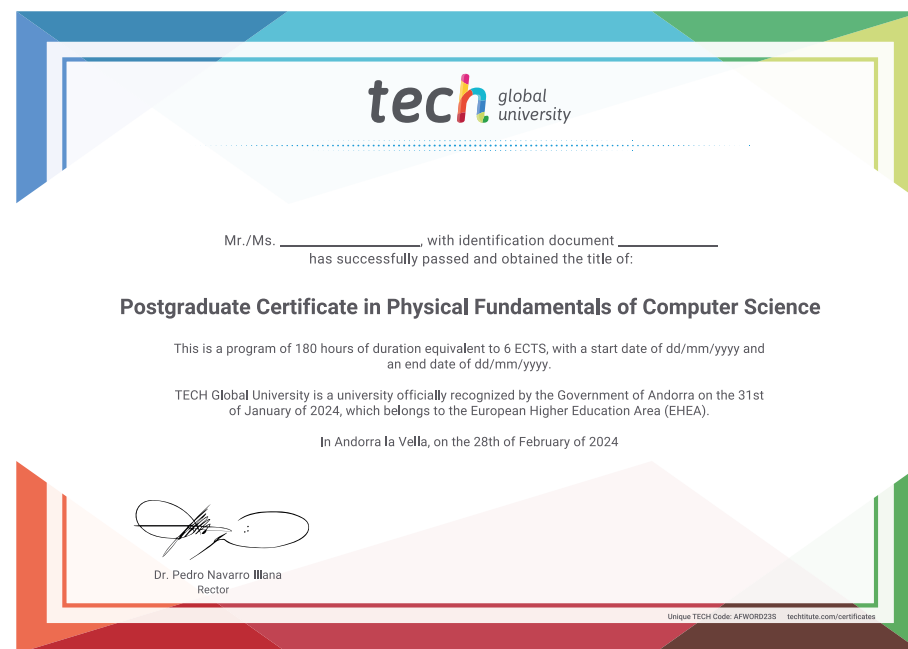 tech global university
Mr./Ms. ____________________, with identification document ______________
has successfully passed and obtained the title of:
Postgraduate Certificate in Physical Fundamentals of Computer Science
This is a program of 180 hours of duration equivalent to 6 ECTS, with a start date of dd/mm/yyyy and
an end date of dd/mm/yyyy.
TECH Global University is a university officially recognized by the Government of Andorra on the 31st
of January of 2024, which belongs to the European Higher Education Area (EHEA).
In Andorra la Vella, on the 28th of February of 2024
Dr. Pedro Navarro Illana
Rector
Unique TECH Code: AFWORD23S techtitute.com/certificates